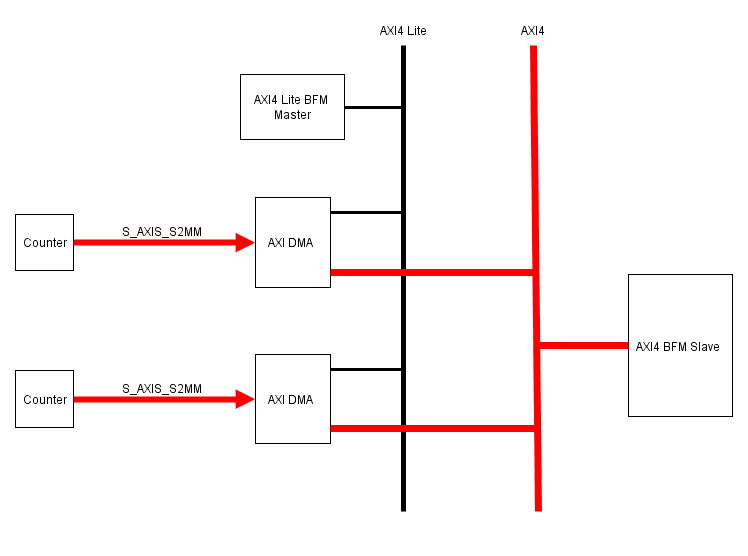 AXI4 Lite
AXI4
AXI4 Lite BFM
Master
S_AXIS_S2MM
Counter
AXI DMA
AXI4 BFM Slave
S_AXIS_S2MM
Counter
AXI DMA